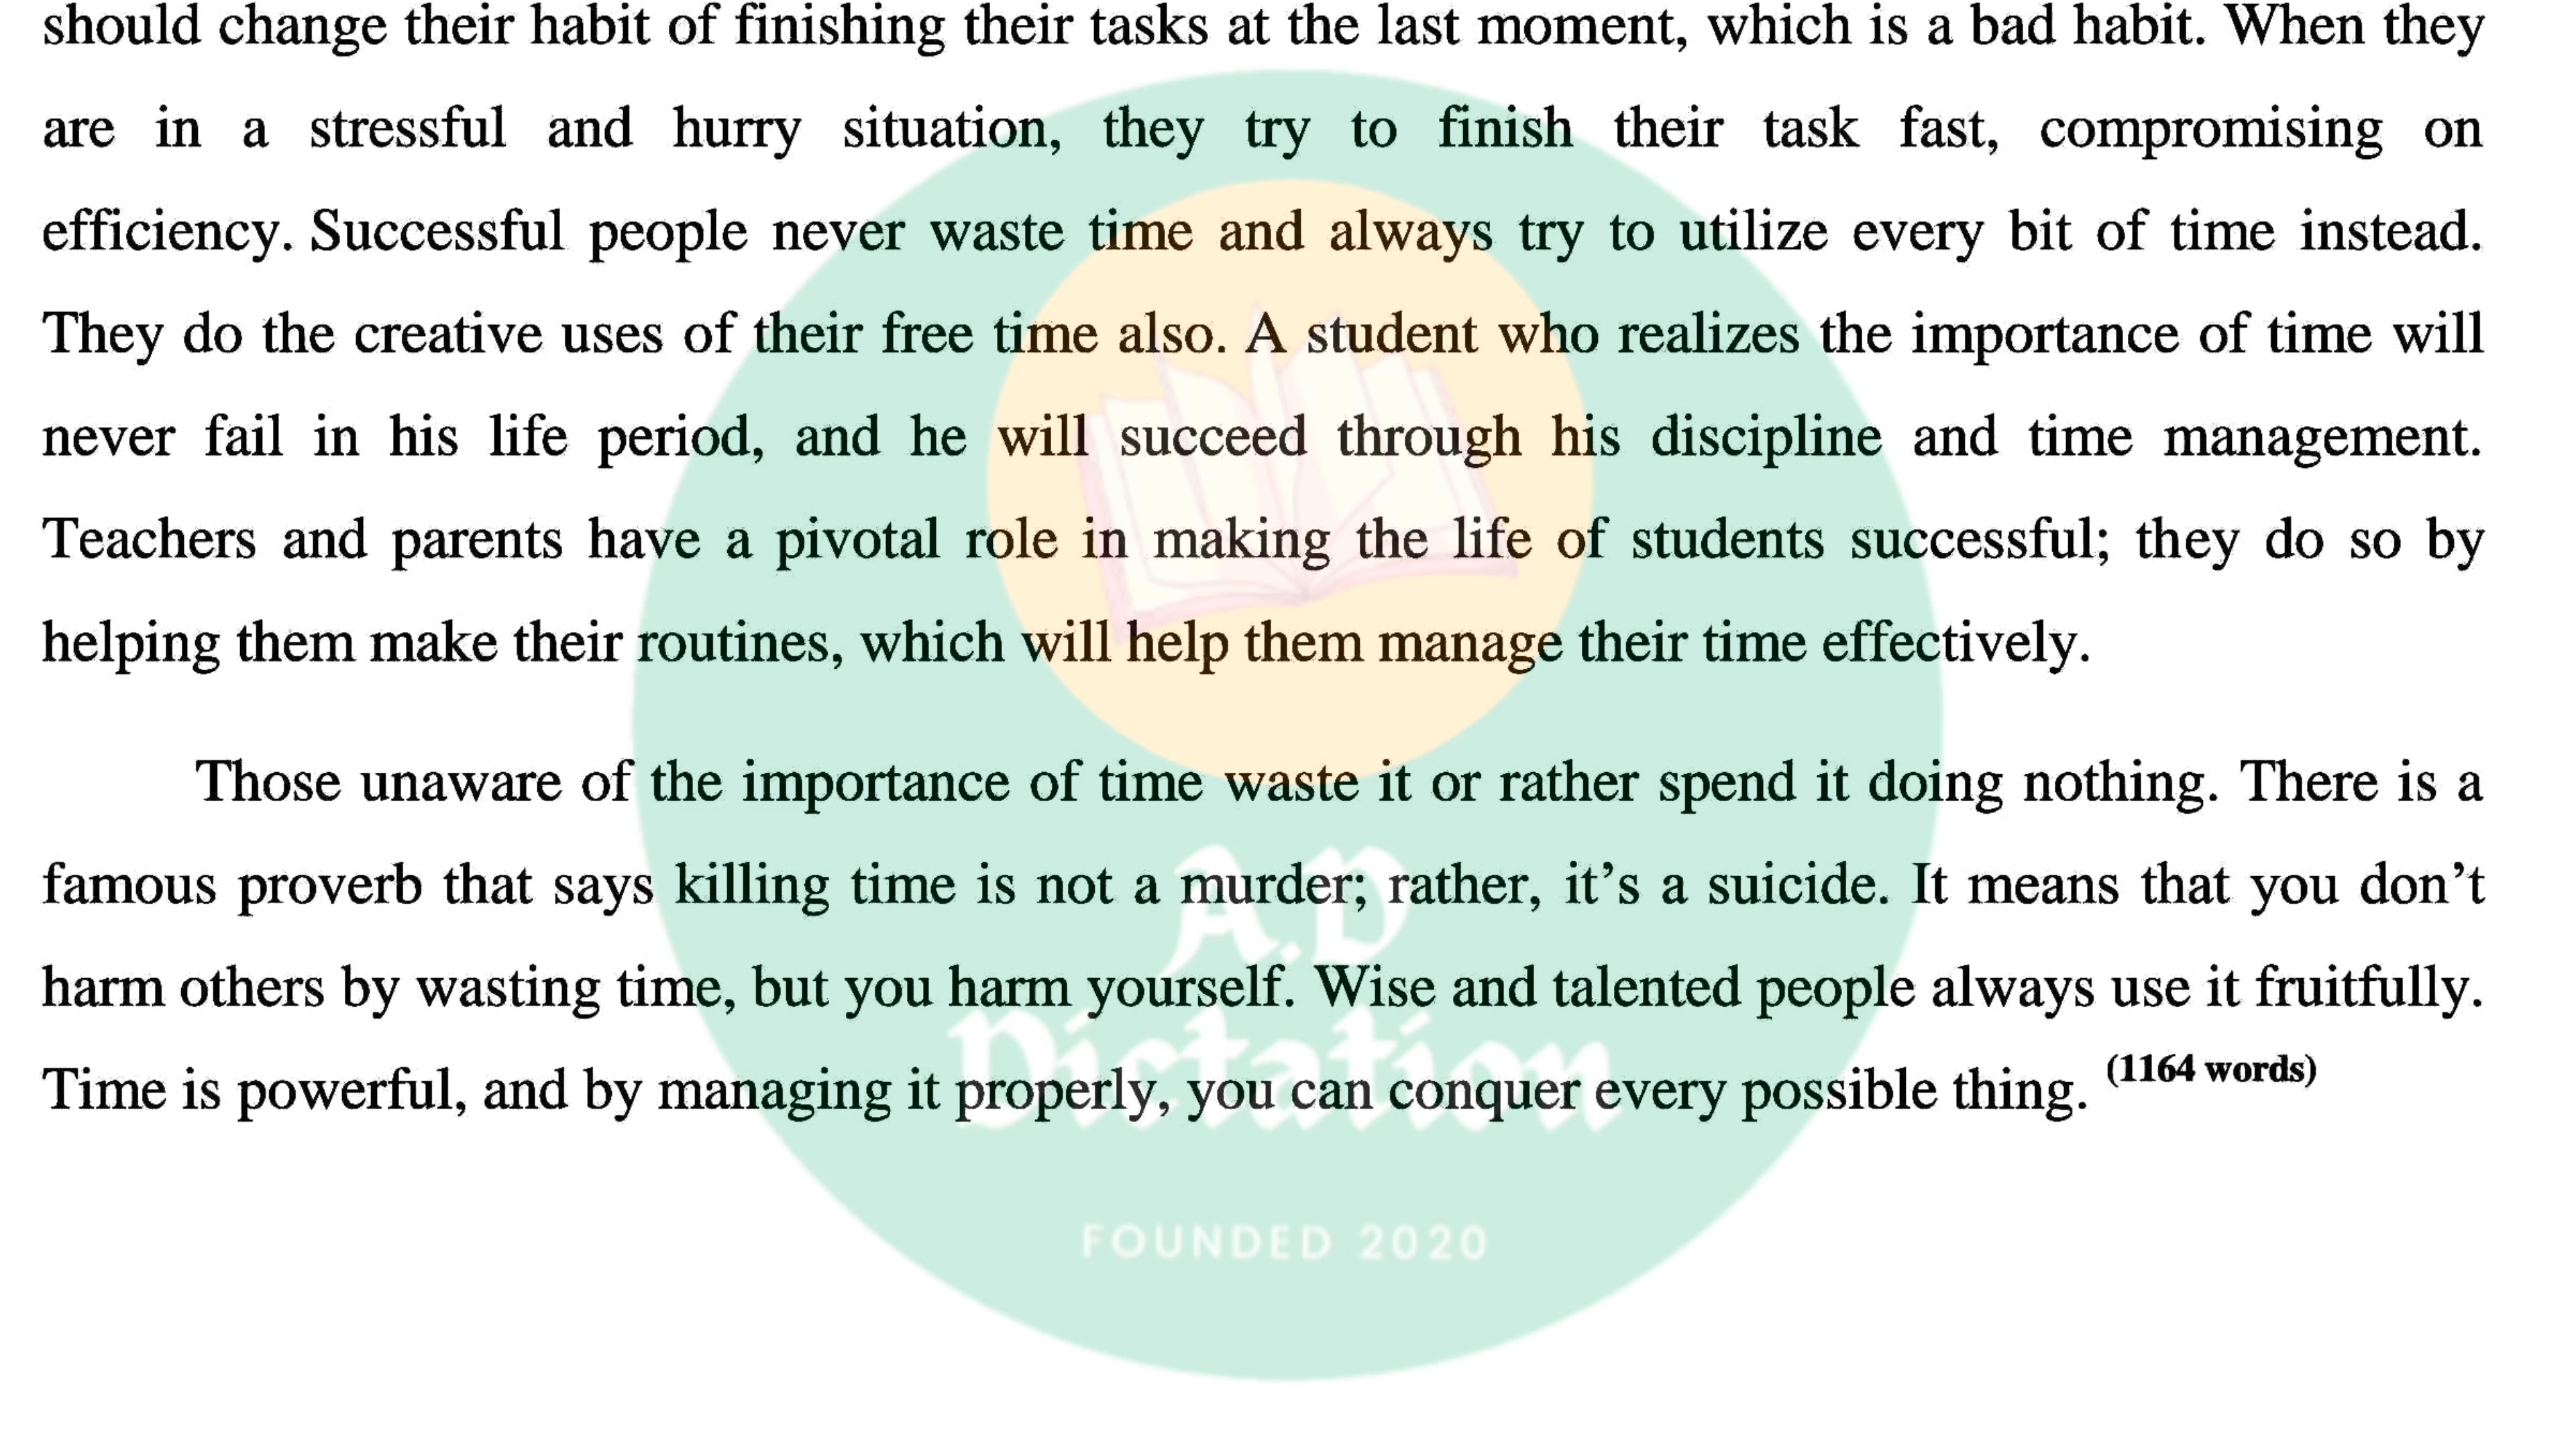 should change their habit of finishing their tasks at the last moment, which is a bad habit. When they
are in a stressful and hurry situation, they try to finish their task fast, compromising on
efficiency. Successful people never waste time and always try to utilize every bit of time instead.
They do the creative uses of their free time also. A student who realizes the importance of time will
never fail in his life period, and he will succeed through his discipline and time management.
Teachers and parents have a pivotal role in making the life of students successful; they do so by
helping them make their routines, which will help them manage their time effectively.
Those unaware of the importance of time waste it or rather spend it doing nothing. There is a
famous proverb that says killing time is not a murder; rather, it's a suicide. It means that you don't
harm others by wasting time, but you harm yourself. Wise and talented people always use it fruitfully.
Time is powerful, and by managing it properly, you can conquer every possible thing. (1164 words)
A.D
Dictation
FOUNDED 2020